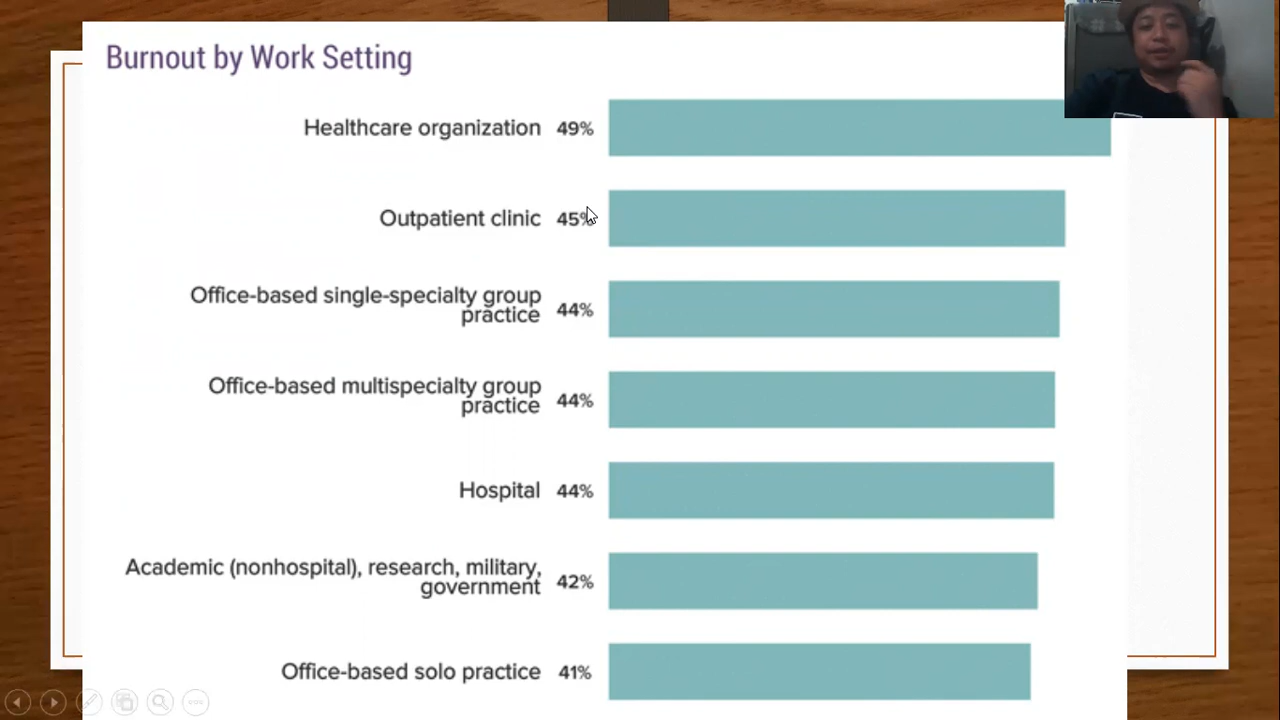 Burnout by Work Setting
Healthcare organization 49%
Outpatient clinic 45%
Office-based single-specialty group
practice 44%
Office-based multispecialty group
practice 44%
Hospital 44%
Academic (nonhospital), research, military,
government 42%
Office-based solo practice 41%